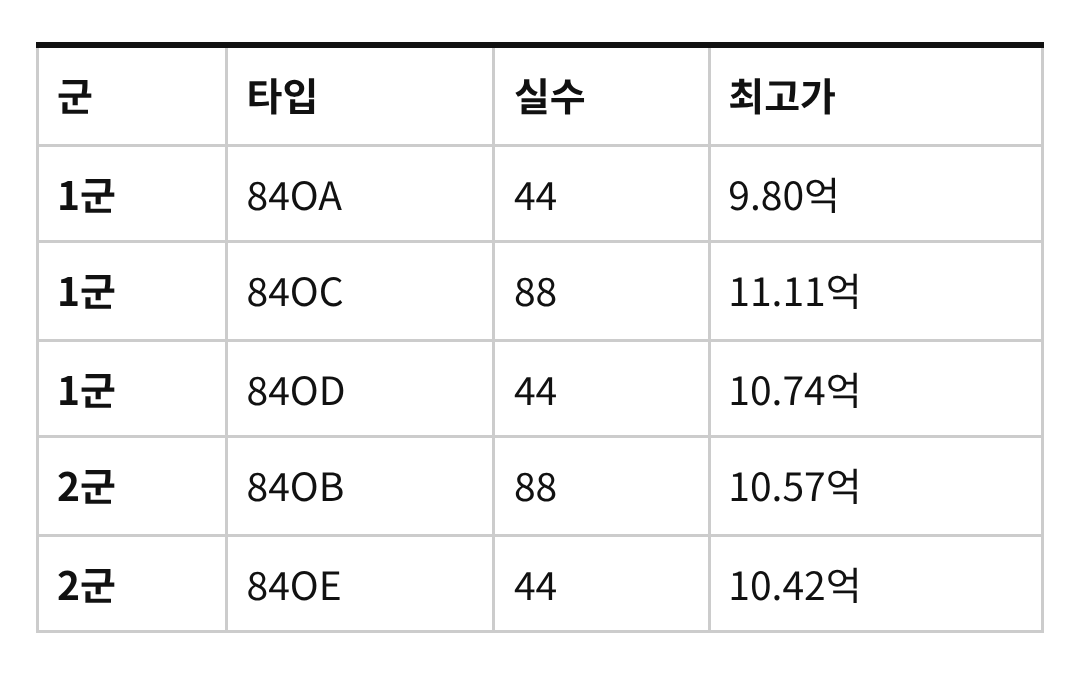 군 타입 실수 최고가
1군 84OA 44 9.80억
1군 84OC 88 11.11억
1군 84OD 44 10.74억
2군 84OB 88 10.57억
2군 84OE 44 10.42억